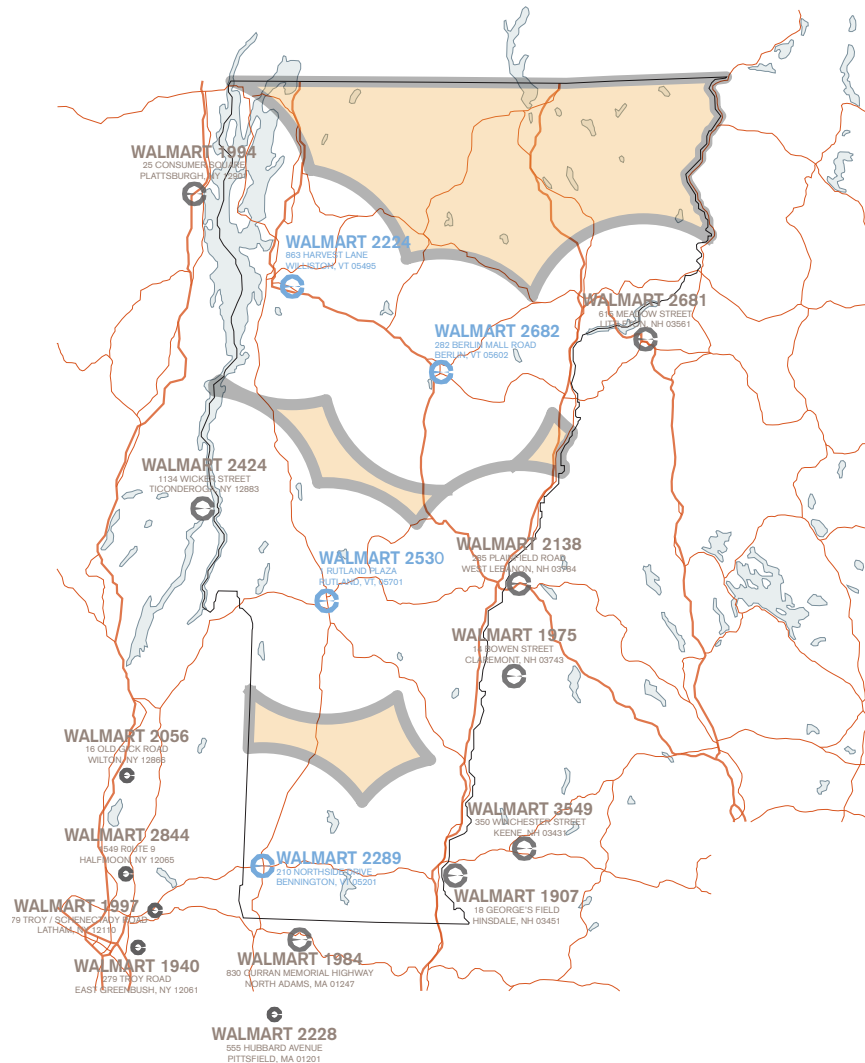 WALMART 1994
25 CONSUMER SQUARE
PLATTSBURGH, NY 12901
WALMART 2224
863 HARVEST LANE
WILLISTON, VT 05495
WALMART 2681
615 MEADOW STREET
LITTLETON, NH 03561
WALMART 2682
282 BERLIN MALL ROAD
BERLIN, VT 05602
WALMART 2424
1134 WICKER STREET
TICONDEROGA, NY 12883
WALMART 2530
RUTLAND PLAZA
RUTLAND, VT, 05701
WALMART 2138
285 PLAINFIELD ROAD
WEST LEBANON, NH 03784
WALMART 1975
14 BOWEN STREET
CLAREMONT, NH 03743
WALMART 2056
16 OLD GICK ROAD
WILTON, NY 12866
WALMART 3549
350 WINCHESTER STREET
KEENE, NH 03431
WALMART 2844
1549 ROUTE 9
HALFMOON, NY 12065
WALMART 2289
210 NORTHSIDE DRIVE
BENNINGTON, VT 05201
WALMART 1907
18 GEORGE'S FIELD
HINSDALE, NH 03451
WALMART 1997
79 TROY / SCHENECTADY ROAD
LATHAM, NY 12110
WALMART 1940
279 TROY ROAD
EAST GREENBUSH, NY 12061
WALMART 1984
830 CURRAN MEMORIAL HIGHWAY
NORTH ADAMS, MA 01247
WALMART 2228
555 HUBBARD AVENUE
PITTSFIELD, MA 01201